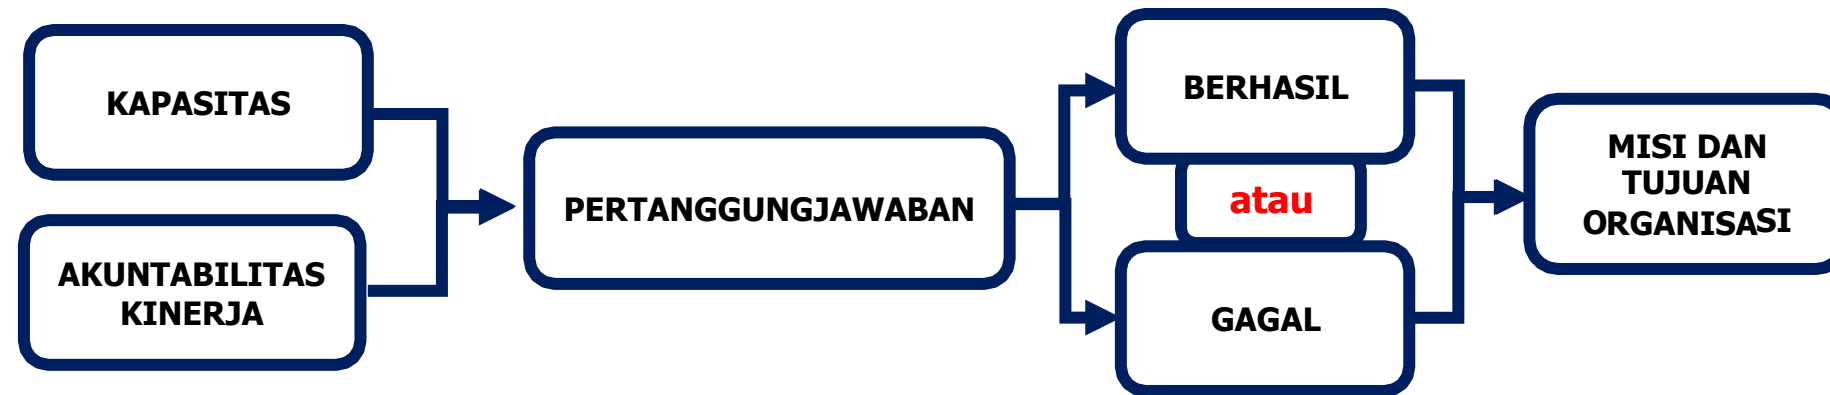 KAPASITAS
AKUNTABILITAS
KINERJA
PERTANGGUNGJAWABAN
BERHASIL
atau
GAGAL
MISI DAN
TUJUAN
ORGANISASI